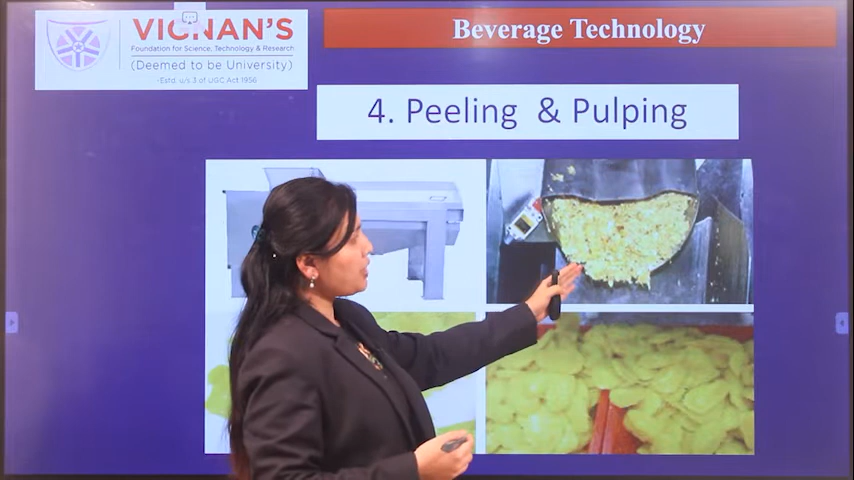 VIGNAN'S
Foundation for Science, Technology & Research
(Deemed to be University)
-Estd. u/s 3 of UGC Act 1956
Beverage Technology
4. Peeling & Pulping